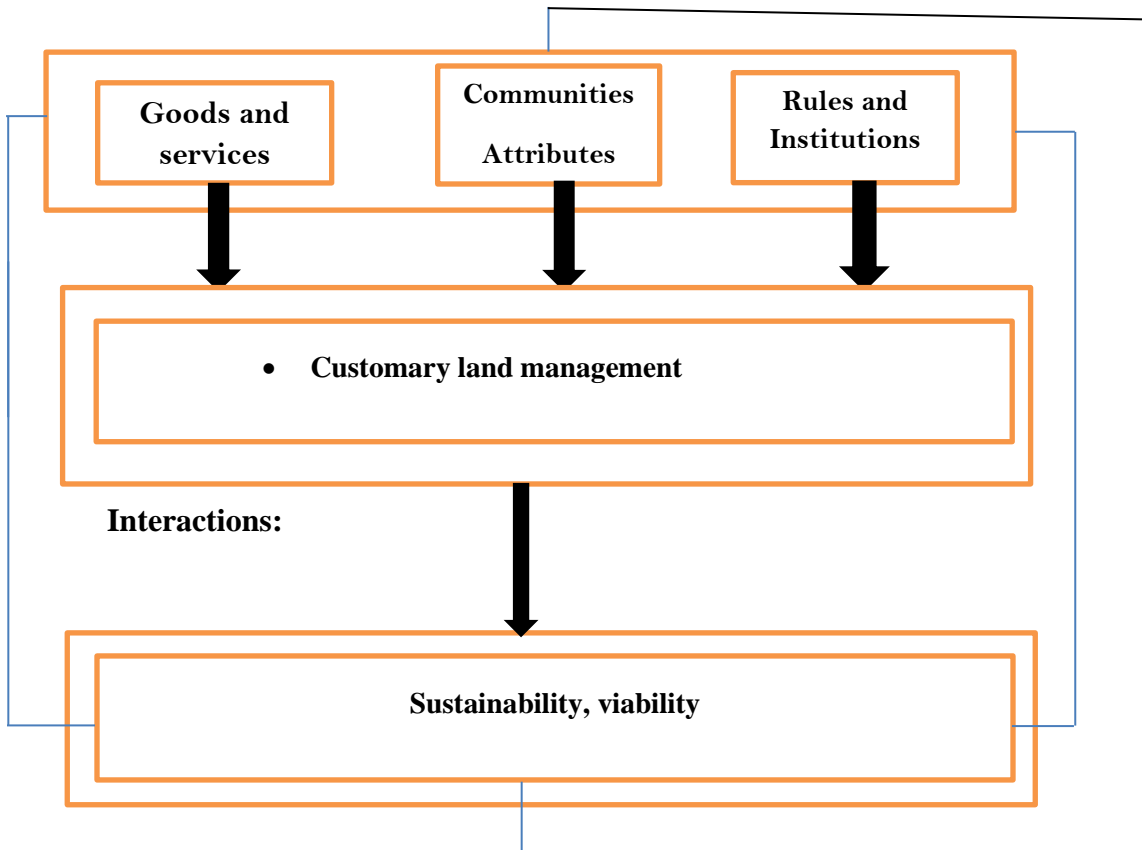 Goods and
services
Communities
Attributes
Rules and
Institutions
• Customary land management
Interactions:
Sustainability, viability